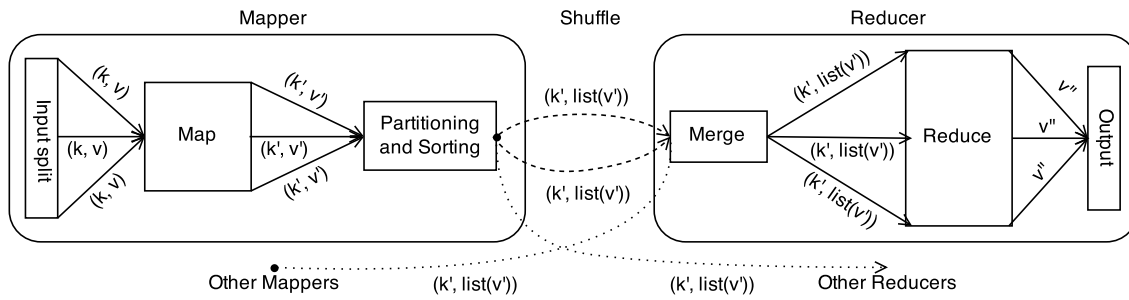 Mapper
Shuffle
Reducer
Input split
(k, v)
(k, v)
(k, v)
Map
(k', v')
(k', v')
(k', v')
Partitioning
and Sorting
(k', list(v'))
(k', list(v'))
Merge
(k', list(v'))
(k', list(v'))
(k', list(v'))
Reduce
v"
v"
v"
Output
Other Mappers
(k', list(v'))
(k', list(v'))
Other Reducers